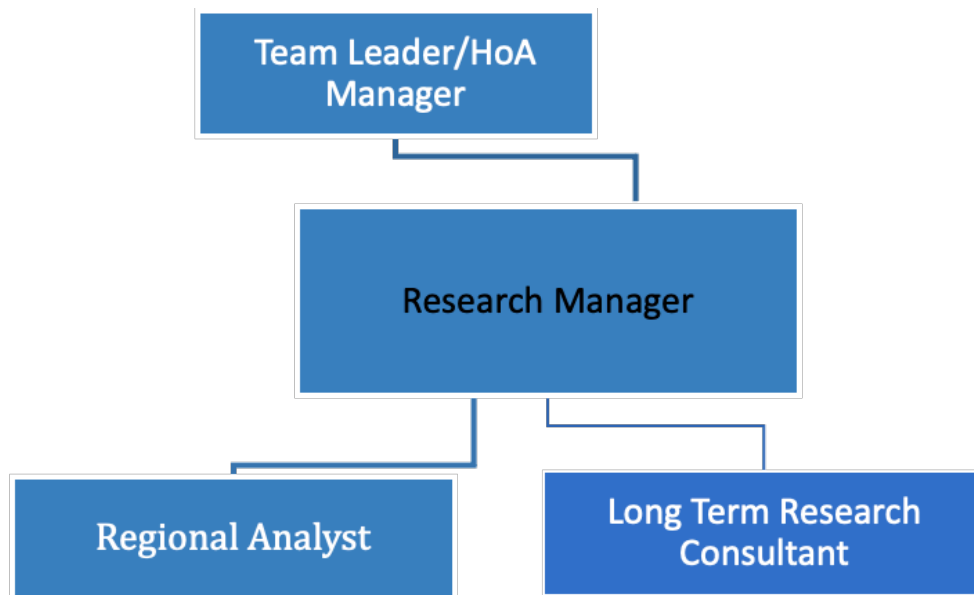 Team Leader/HoA
Manager
Research Manager
Regional Analyst
Long Term Research
Consultant